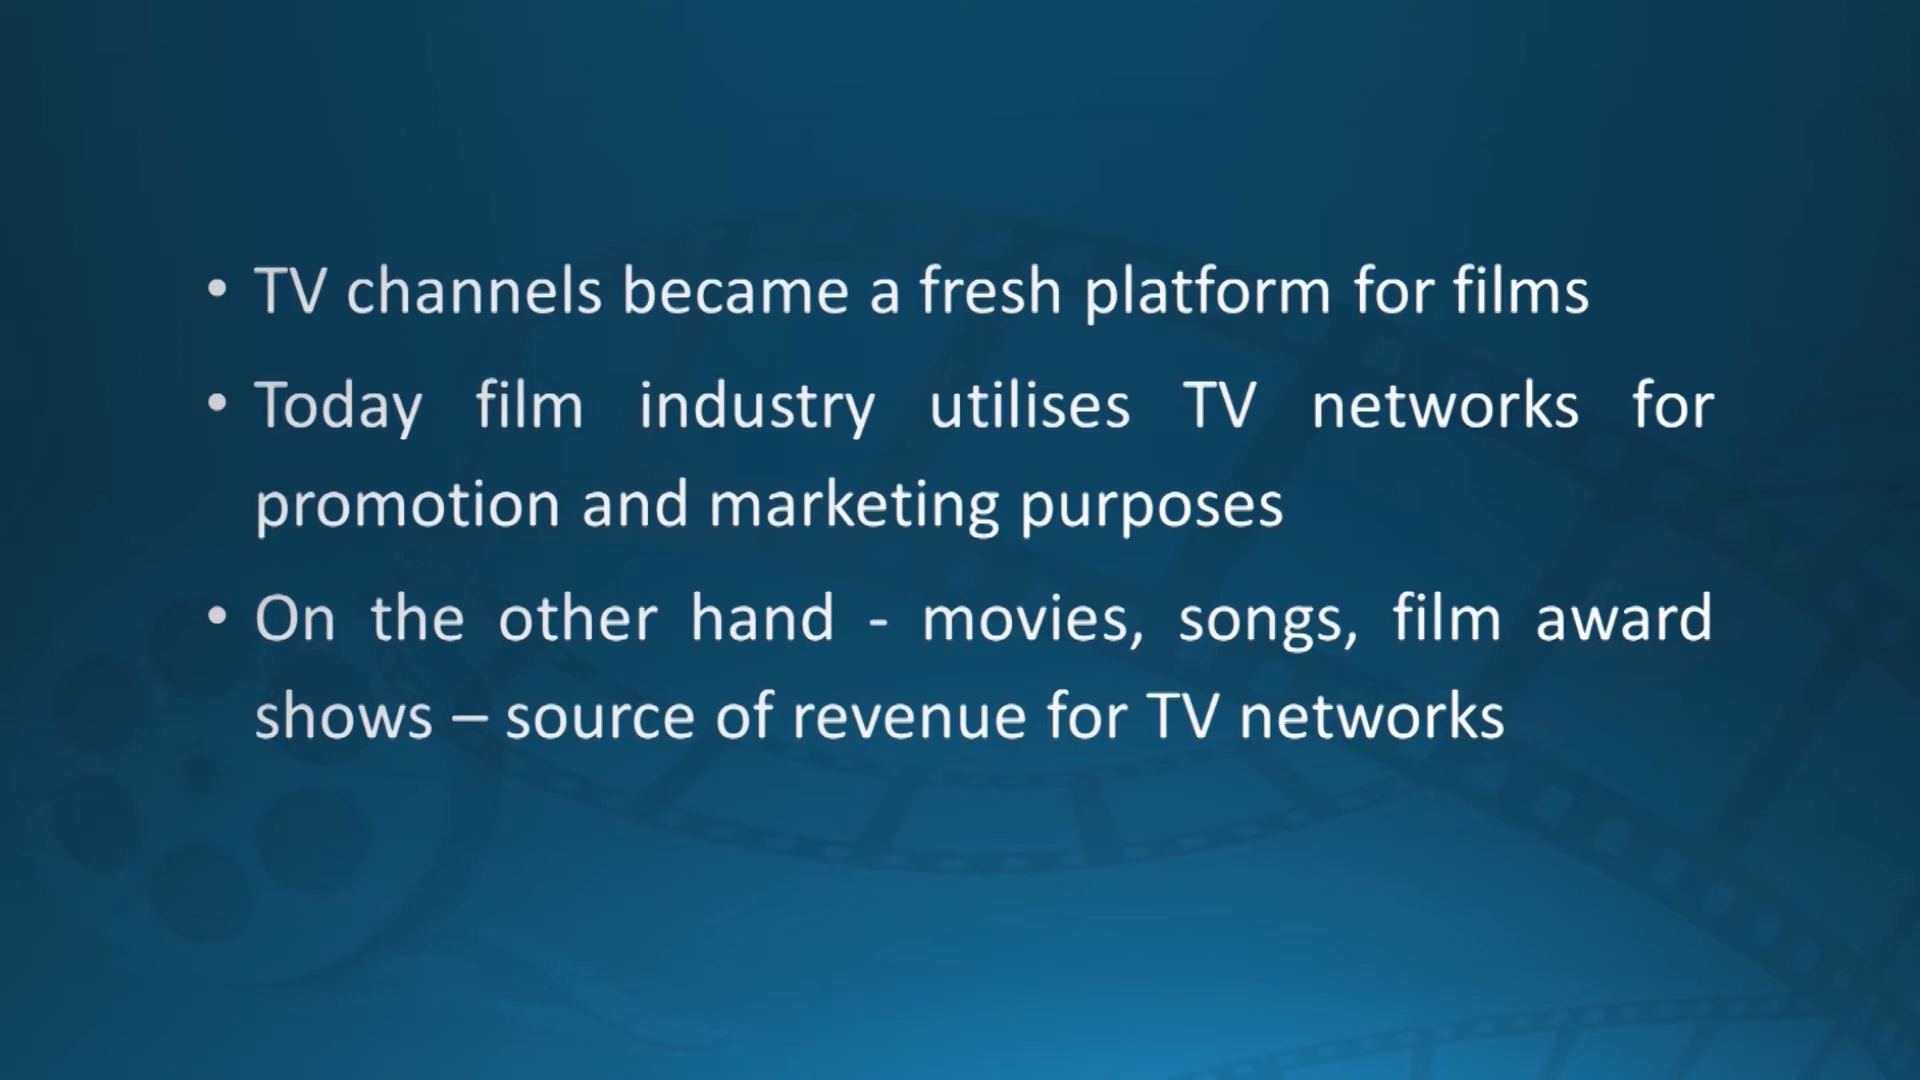 • TV channels became a fresh platform for films
• Today film industry utilises TV networks for
promotion and marketing purposes
• On the other hand - movies, songs, film award
shows – source of revenue for TV networks